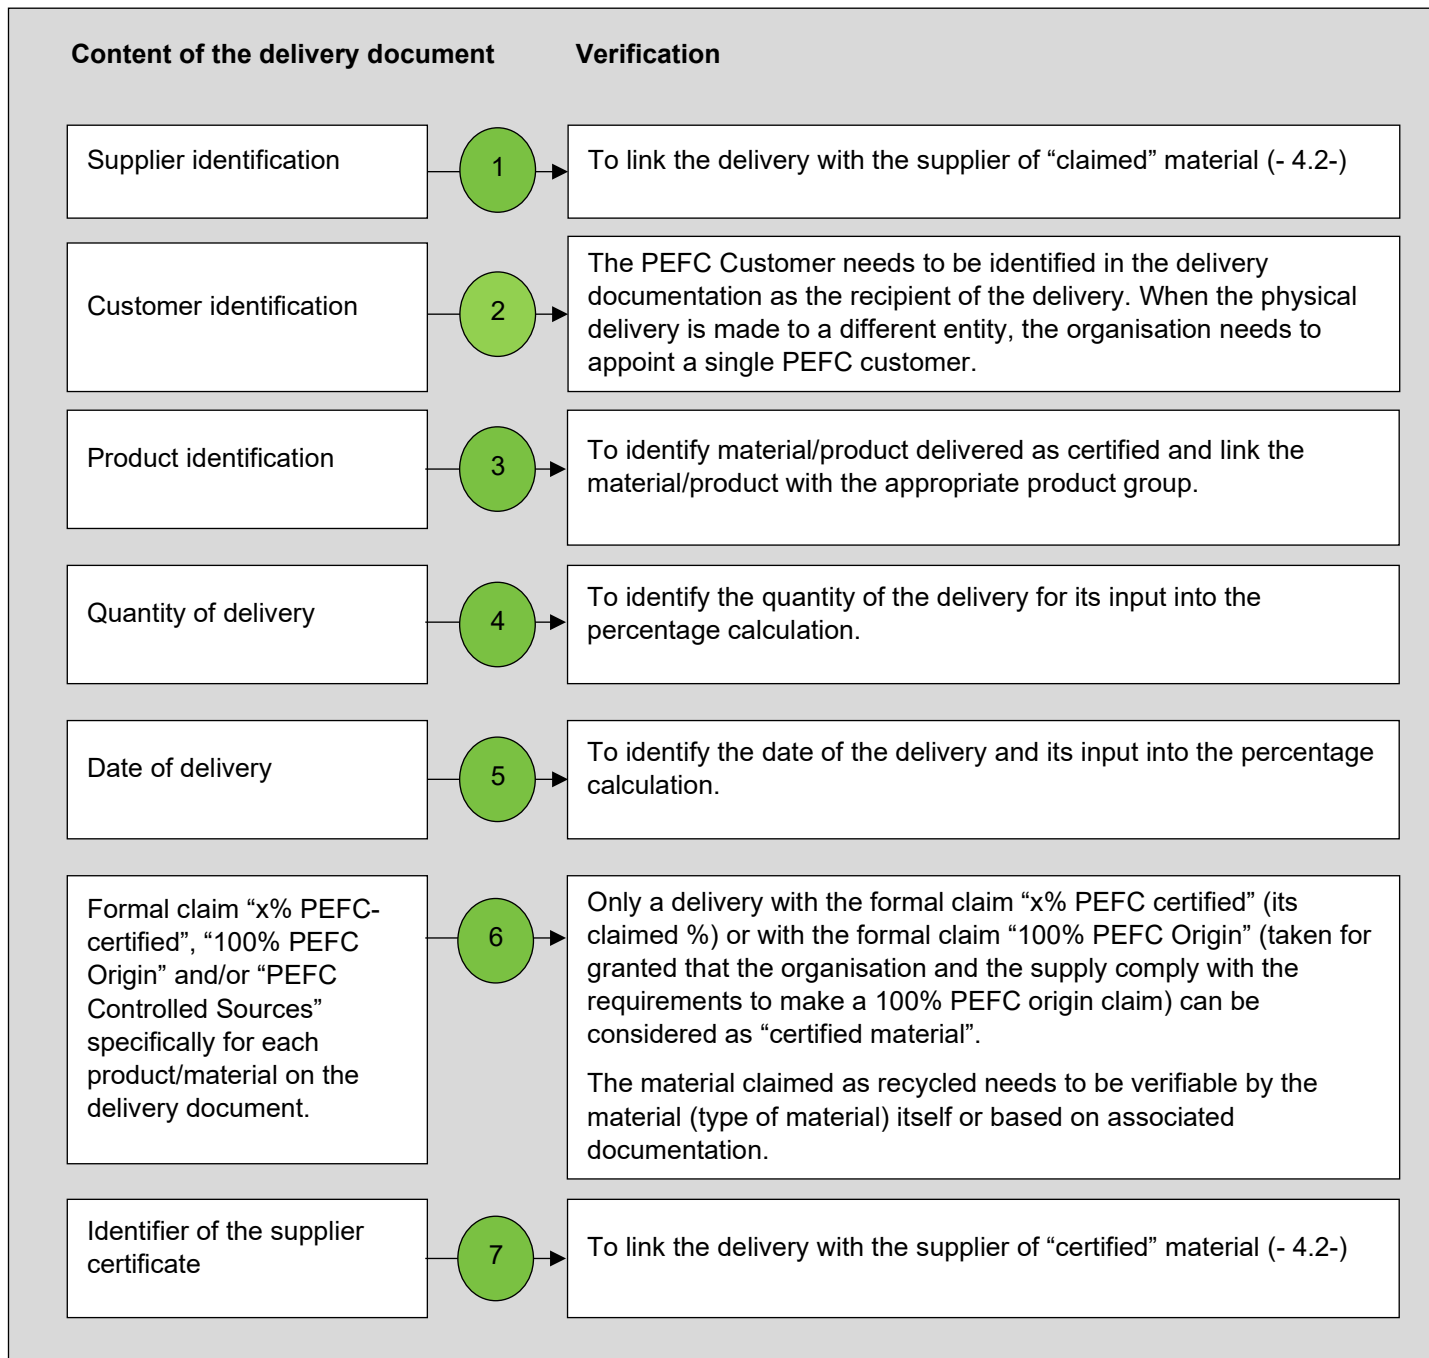 Content of the delivery document
Verification
Supplier identification
1
To link the delivery with the supplier of “claimed” material (- 4.2-)
Customer identification
2
The PEFC Customer needs to be identified in the delivery
documentation as the recipient of the delivery. When the physical
delivery is made to a different entity, the organisation needs to
appoint a single PEFC customer.
Product identification
3
To identify material/product delivered as certified and link the
material/product with the appropriate product group.
Quantity of delivery
4
To identify the quantity of the delivery for its input into the
percentage calculation.
Date of delivery
5
To identify the date of the delivery and its input into the percentage
calculation.
Formal claim “x% PEFC-
certified”, “100% PEFC
Origin” and/or “PEFC
Controlled Sources”
specifically for each
product/material on the
delivery document.
6
Only a delivery with the formal claim “x% PEFC certified” (its
claimed %) or with the formal claim “100% PEFC Origin” (taken for
granted that the organisation and the supply comply with the
requirements to make a 100% PEFC origin claim) can be
considered as “certified material”.
The material claimed as recycled needs to be verifiable by the
material (type of material) itself or based on associated
documentation.
Identifier of the supplier
certificate
7
To link the delivery with the supplier of “certified” material (- 4.2-)